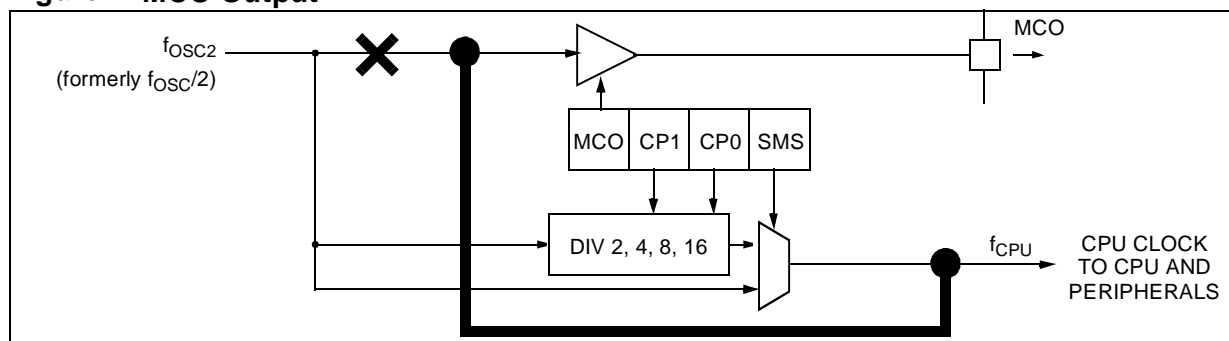 MCO Output
MCO
fOSC2
(formerly fOSC/2)
MCO CP1 CP0 SMS
DIV 2, 4, 8, 16
fCPU
CPU CLOCK
TO CPU AND
PERIPHERALS